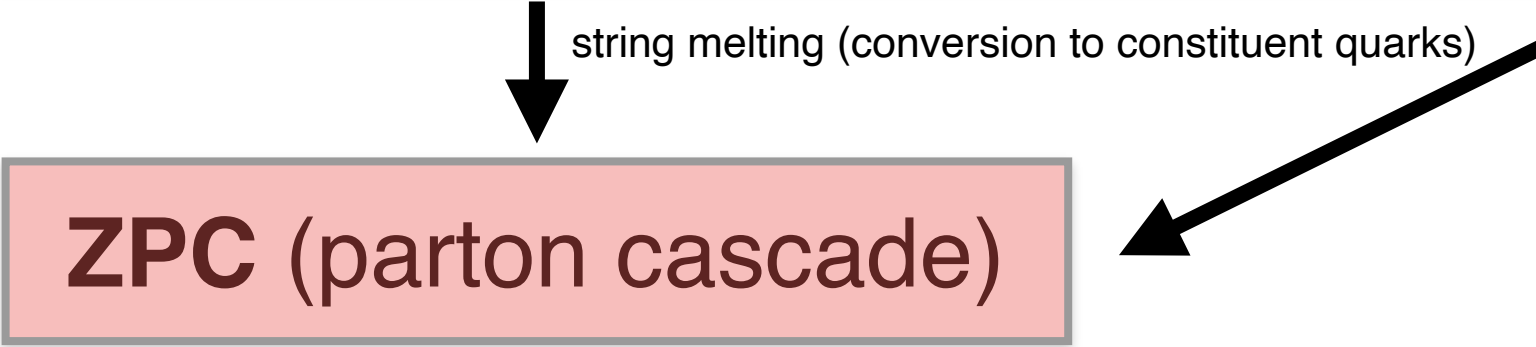 string melting (conversion to constituent quarks)
ZPC (parton cascade)